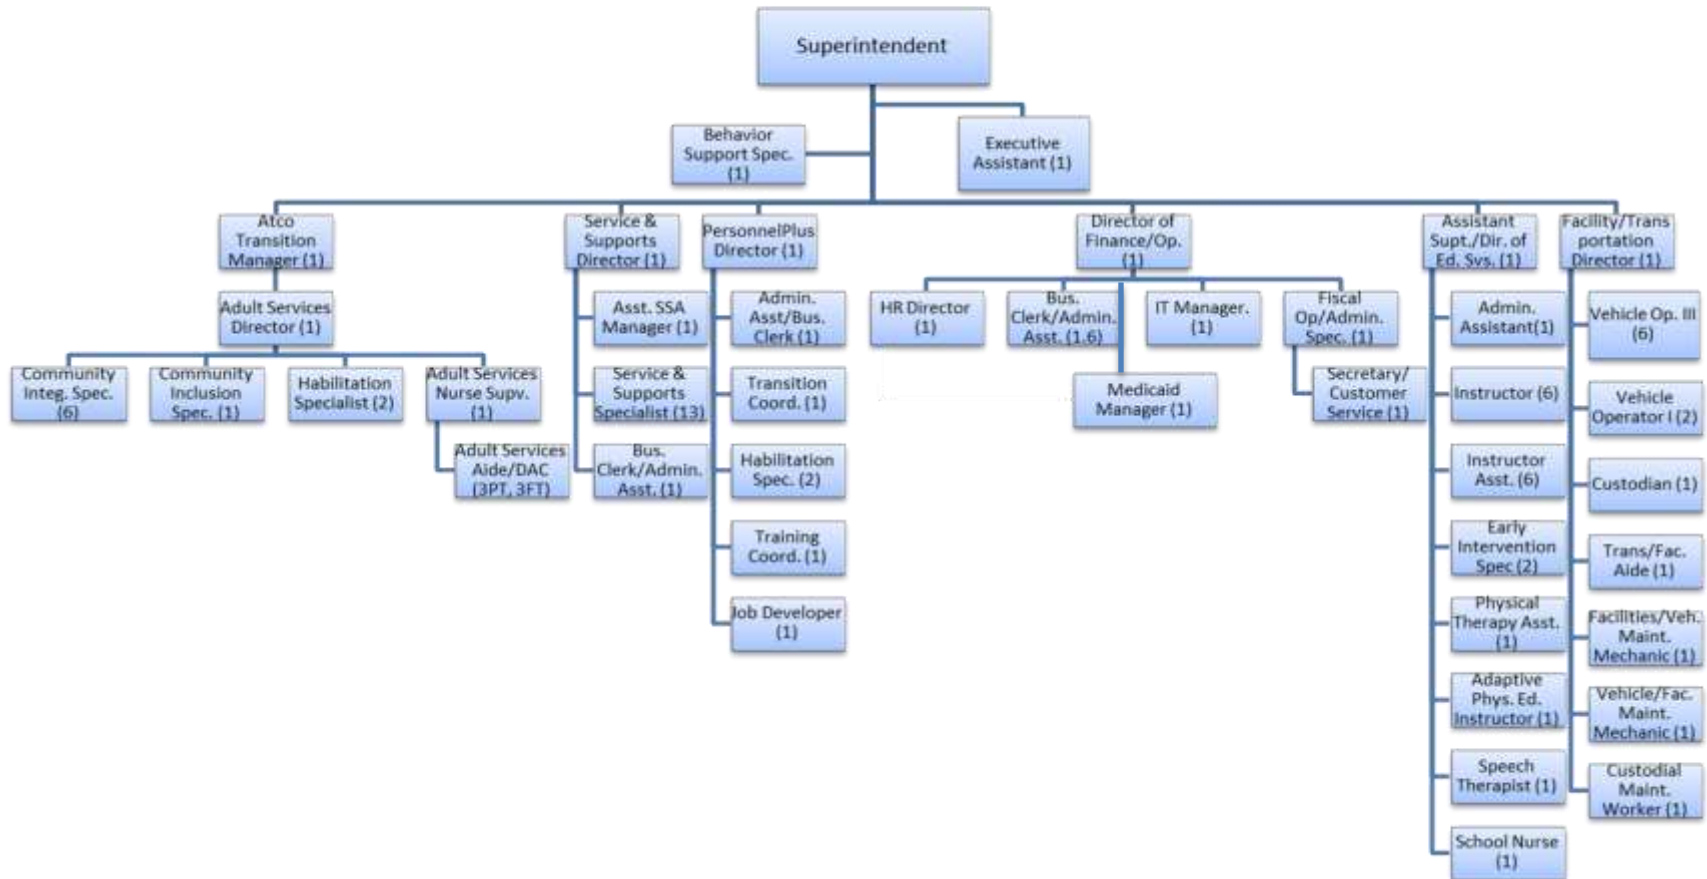 Superintendent
Behavior
Support Spec.
(1)
Executive
Assistant (1)
Atco
Transition
Manager (1)
Service &
Supports
Director (1)
PersonnelPlus
Director (1)
Director of
Finance/Op.
(1)
Assistant
Supt./Dir. of
Ed. Svs. (1)
Facility/Trans
portation
Director (1)
Adult Services
Director (1)
Community
Integ. Spec.
(6)
Community
Inclusion
Spec. (1)
Habilitation
Specialist (2)
Adult Services
Nurse Supv.
(1)
Adult Services
Aide/DAC
(3PT, 3FT)
Asst. SSA
Manager (1)
Service &
Supports
Specialist (13)
Bus.
Clerk/Admin.
Asst. (1)
Admin.
Asst/Bus.
Clerk (1)
Transition
Coord. (1)
Habilitation
Spec. (2)
Training
Coord. (1)
Job Developer
(1)
HR Director
(1)
Bus.
Clerk/Admin.
Asst. (1.6)
Medicaid
Manager (1)
IT Manager.
(1)
Fiscal
Op/Admin.
Spec. (1)
Secretary/
Customer
Service (1)
Admin.
Assistant(1)
Instructor (6)
Instructor
Asst. (6)
Early
Intervention
Spec (2)
Physical
Therapy Asst.
(1)
Adaptive
Phys. Ed.
Instructor (1)
Speech
Therapist (1)
School Nurse
(1)
Vehicle Op. III
(6)
Vehicle
Operator I (2)
Custodian (1)
Trans/Fac.
Aide (1)
Facilities/Veh.
Maint.
Mechanic (1)
Vehicle/Fac.
Maint.
Mechanic (1)
Custodial
Maint.
Worker (1)